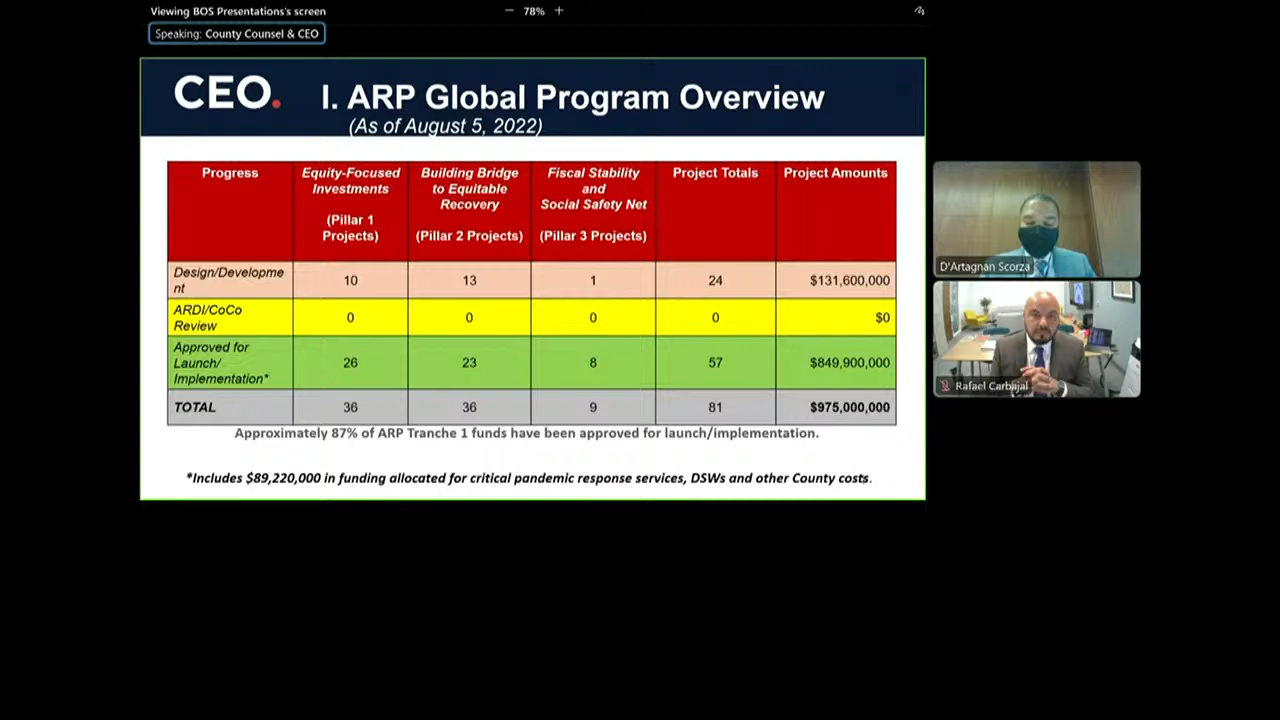 Viewing BOS Presentations's screen
− 78% +
Speaking: County Counsel & CEO
CEO.
I. ARP Global Program Overview
(As of August 5, 2022)
Progress
Equity-Focused
Investments
(Pillar 1
Projects)
Building Bridge
to Equitable
Recovery
(Pillar 2 Projects)
Fiscal Stability
and
Social Safety Net
(Pillar 3 Projects)
Project Totals
Project Amounts
Design/Developme
nt
10
13
1
24
$131,600,000
ARDI/CoCo
Review
0
0
0
0
$0
Approved for
Launch/
Implementation*
26
23
8
57
$849,900,000
TOTAL
36
36
9
81
$975,000,000
Approximately 87% of ARP Tranche 1 funds have been approved for launch/implementation.
*Includes $89,220,000 in funding allocated for critical pandemic response services, DSWs and other County costs.
D'Artagnan Scorza
Rafael Carbajal